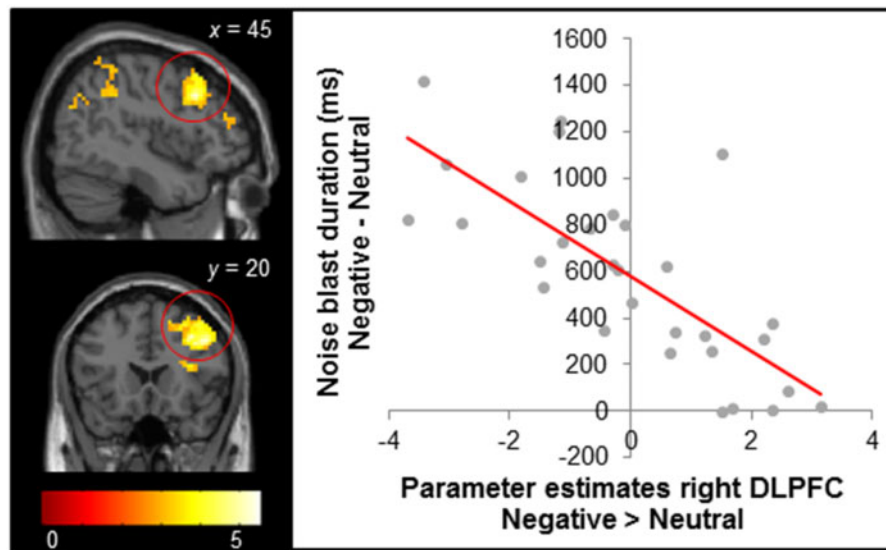 x = 45
y = 20
0 5
Noise blast duration (ms)
Negative - Neutral
1600
1400
1200
1000
800
600
400
200
0
-200
-4 -2 0 2 4
Parameter estimates right DLPFC
Negative > Neutral